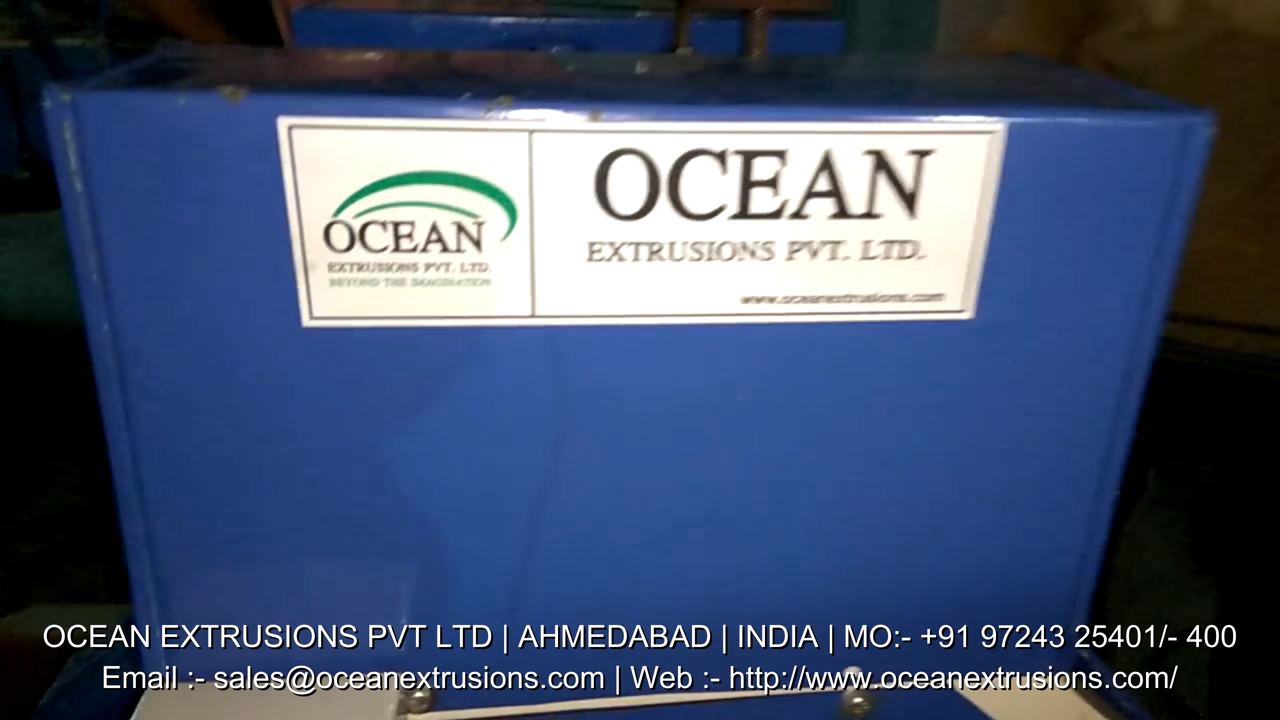 OCEAN
EXTRUSIONS PVT. LTD.
BEYOND THE IMAGINATION
OCEAN
EXTRUSIONS PVT. LTD.
www.oceanextrusions.com
OCEAN EXTRUSIONS PVT LTD | AHMEDABAD | INDIA | MO:- +91 97243 25401/- 400
Email :- sales@oceanextrusions.com | Web :- http://www.oceanextrusions.com/